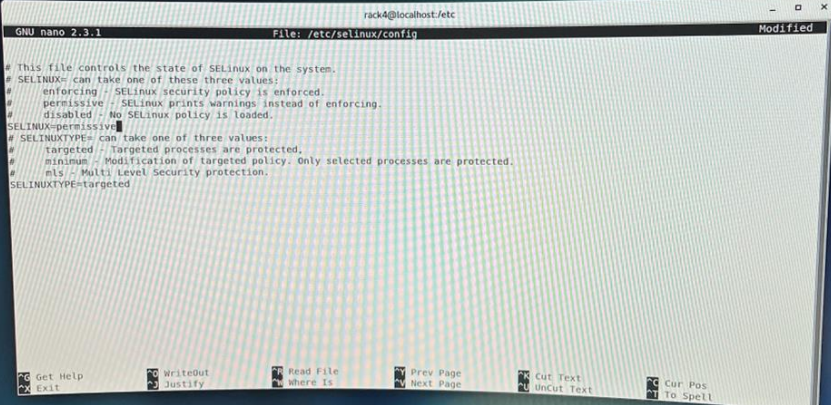 rack4@localhost:/etc
GNU nano 2.3.1 File: /etc/selinux/config Modified
# This file controls the state of SELinux on the system.
# SELINUX= can take one of these three values:
# enforcing - SELinux security policy is enforced.
# permissive - SELinux prints warnings instead of enforcing.
# disabled - No SELinux policy is loaded.
SELINUX=permissive
# SELINUXTYPE= can take one of three values:
# targeted - Targeted processes are protected,
# minimum - Modification of targeted policy. Only selected processes are protected.
# mls - Multi Level Security protection.
SELINUXTYPE=targeted
^G Get Help ^O WriteOut ^R Read File ^Y Prev Page ^K Cut Text ^C Cur Pos
^X Exit ^J Justify ^W Where Is ^V Next Page ^U UnCut Text ^T To Spell